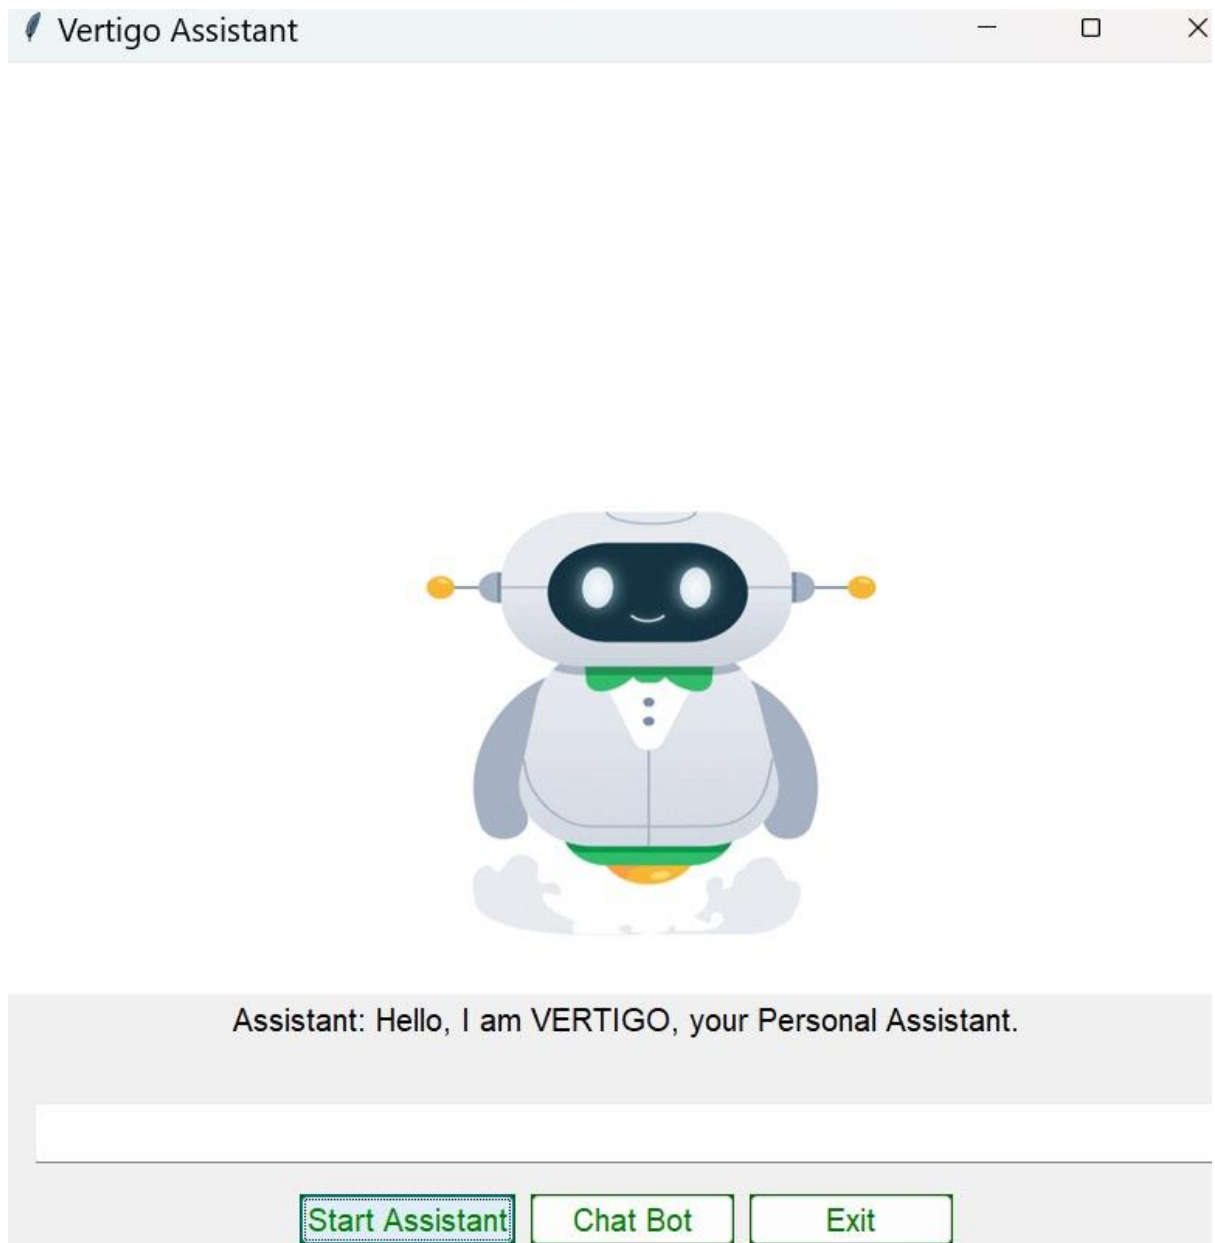 Vertigo Assistant
Assistant: Hello, I am VERTIGO, your Personal Assistant.
Start Assistant Chat Bot Exit